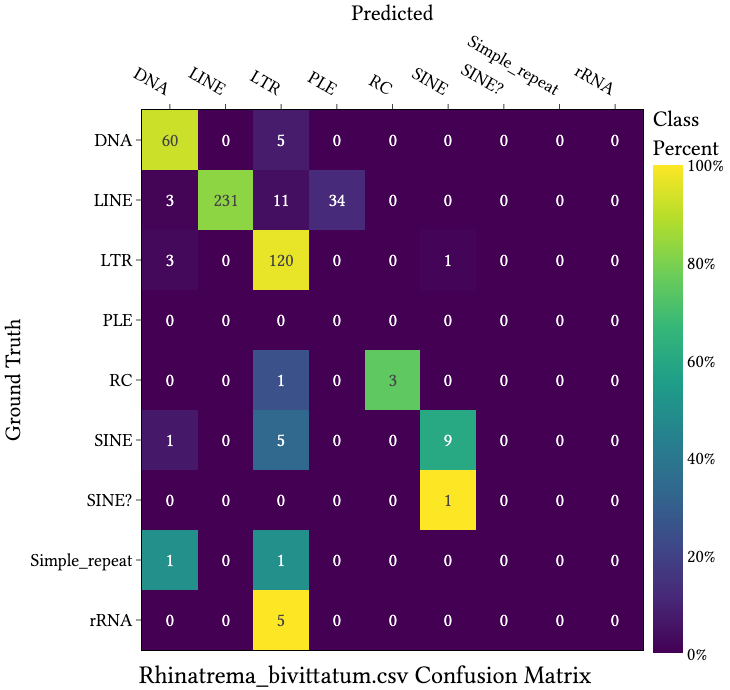 Predicted
DNA LINE LTR PLE RC SINE SINE? Simple_repeat rRNA
Class
Percent
Ground Truth
DNA 60 0 5 0 0 0 0 0 0
LINE 3 231 11 34 0 0 0 0 0
LTR 3 0 120 0 0 1 0 0 0
PLE 0 0 0 0 0 0 0 0 0
RC 0 0 1 0 3 0 0 0 0
SINE 1 0 5 0 0 9 0 0 0
SINE? 0 0 0 0 0 1 0 0 0
Simple_repeat 1 0 1 0 0 0 0 0 0
rRNA 0 0 5 0 0 0 0 0 0
100%
80%
60%
40%
20%
0%
Rhinatrema_bivittatum.csv Confusion Matrix